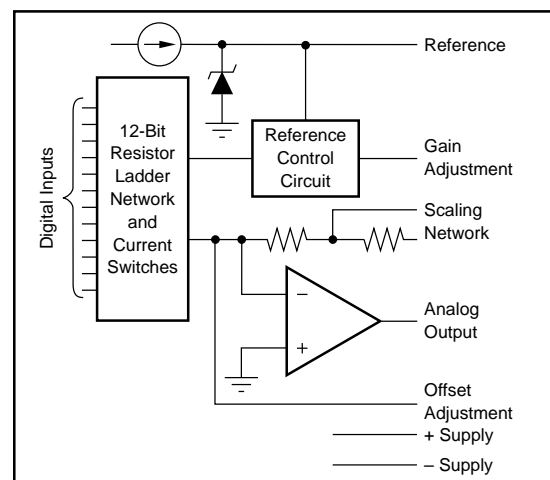 Reference
12-Bit
Resistor
Ladder
Network
and
Current
Switches
Digital Inputs
Reference
Control
Circuit
Gain
Adjustment
Scaling
Network
–
+
Analog
Output
Offset
Adjustment
+ Supply
– Supply